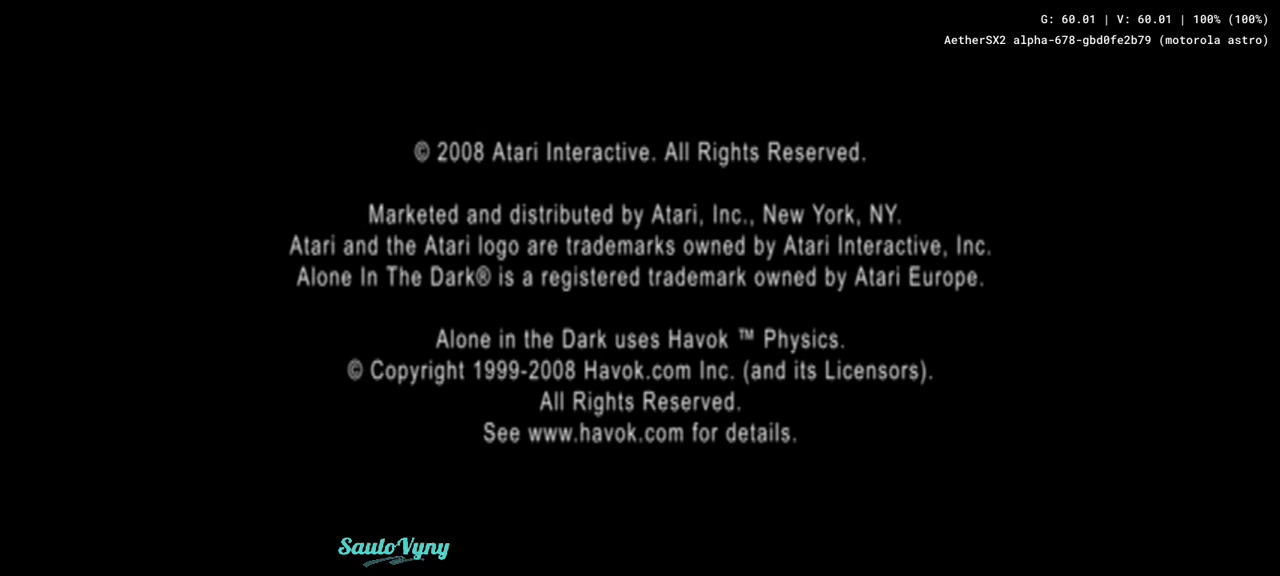 G: 60.01 | V: 60.01 | 100% (100%)
AetherSX2 alpha-678-gbd0fe2b79 (motorola astro)
© 2008 Atari Interactive. All Rights Reserved.
Marketed and distributed by Atari, Inc., New York, NY.
Atari and the Atari logo are trademarks owned by Atari Interactive, Inc.
Alone In The Dark® is a registered trademark owned by Atari Europe.
Alone in the Dark uses Havok ™ Physics.
© Copyright 1999-2008 Havok.com Inc. (and its Licensors).
All Rights Reserved.
See www.havok.com for details.
SauloVyny